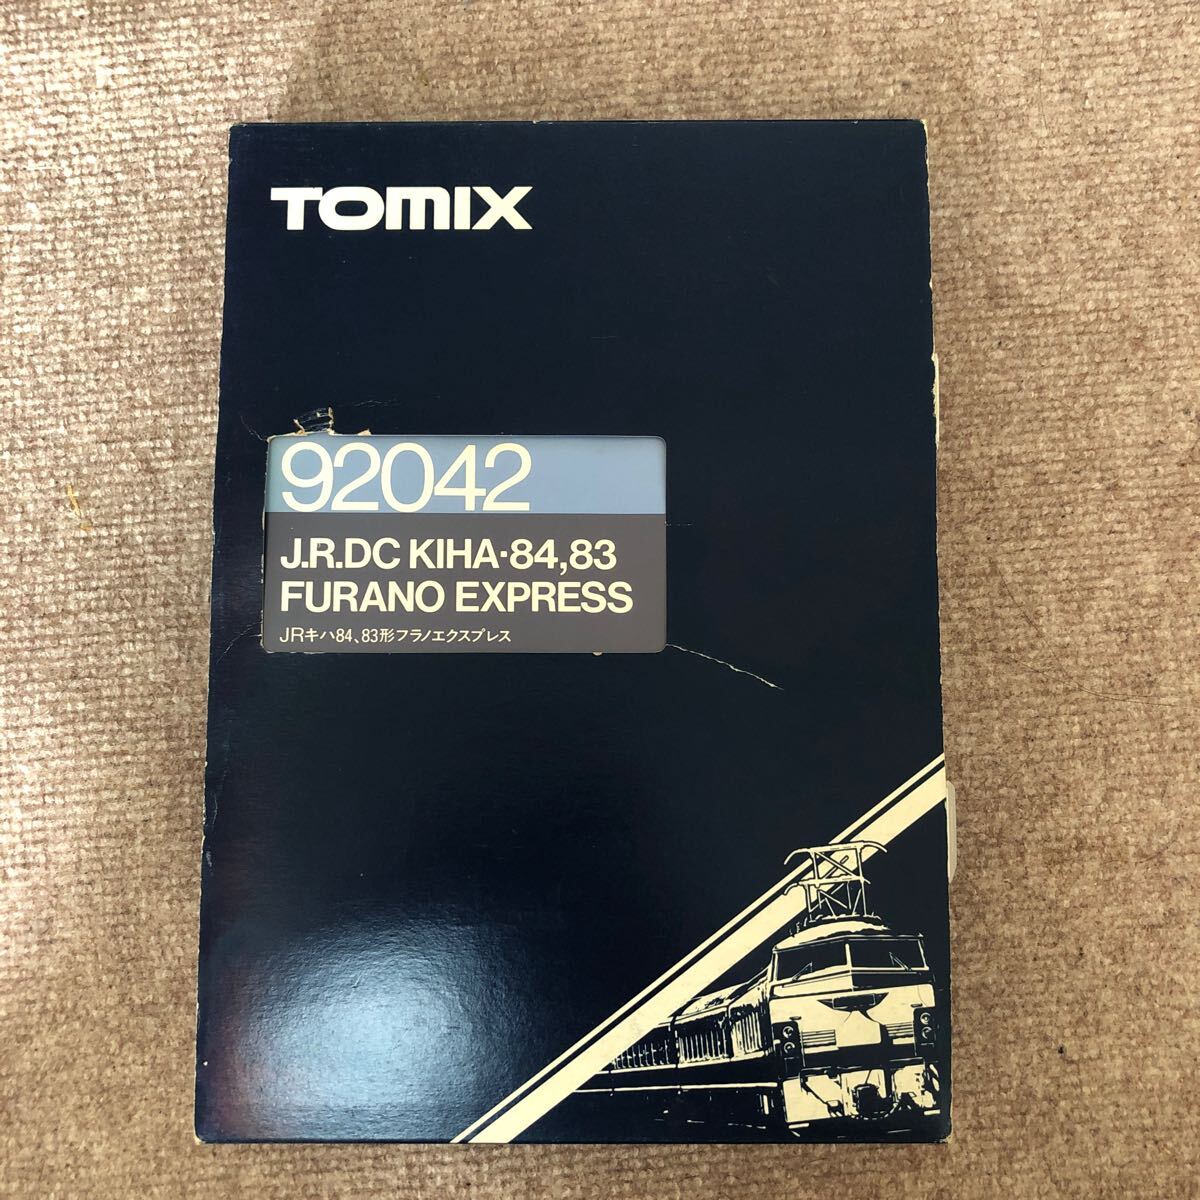 TOMIX
92042
J.R.DC KIHA·84,83
FURANO EXPRESS
JRキハ84、83形フラノエクスプレス